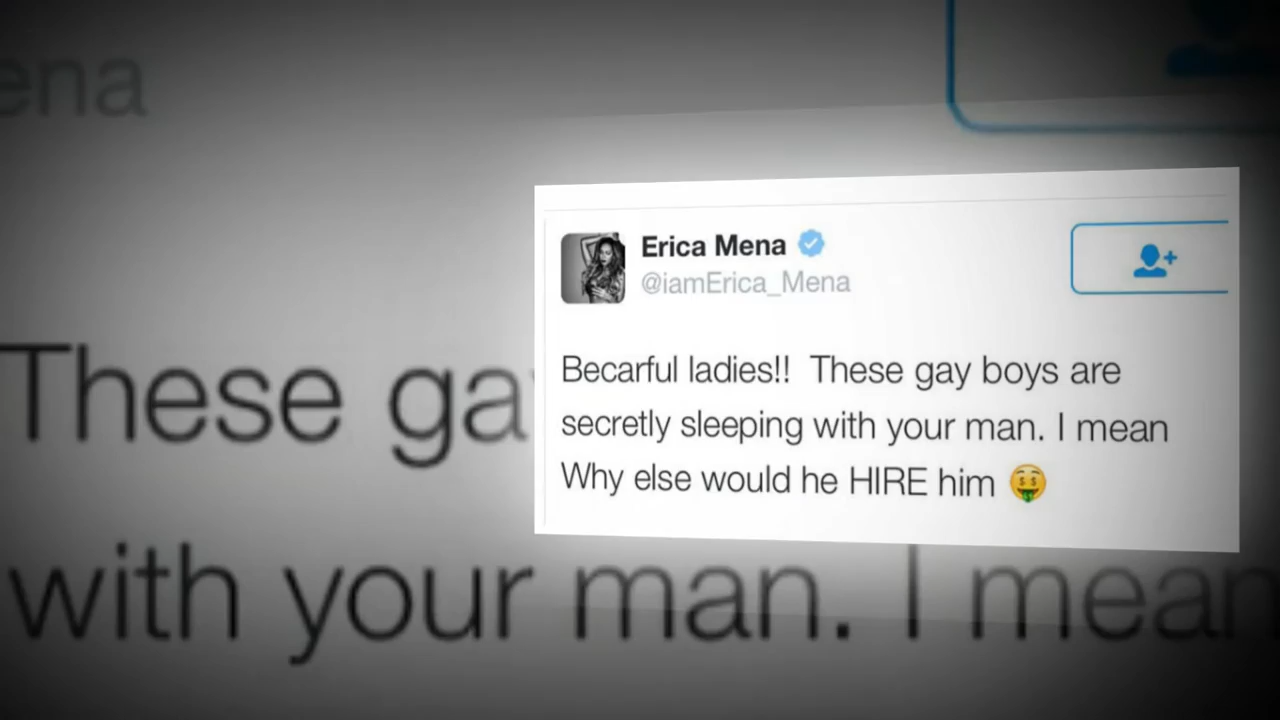 ena
Erica Mena
@iamErica_Mena
Becarful ladies!! These gay boys are
secretly sleeping with your man. I mean
Why else would he HIRE him 🤑
These ga
with your man. I mean